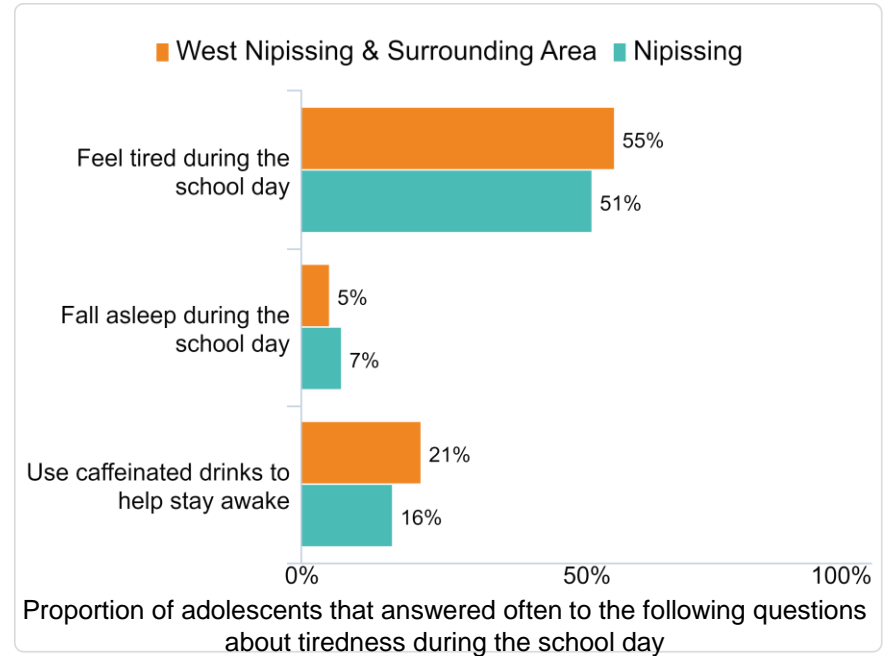 West Nipissing & Surrounding Area Nipissing
Feel tired during the
school day
55%
51%
Fall asleep during the
school day
5%
7%
Use caffeinated drinks to
help stay awake
21%
16%
0% 50% 100%
Proportion of adolescents that answered often to the following questions
about tiredness during the school day